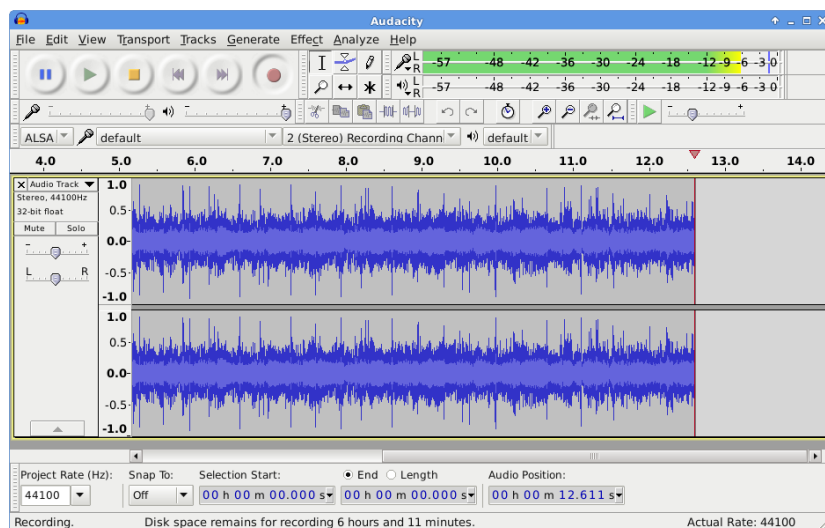 Audacity
File Edit View Transport Tracks Generate Effect Analyze Help
L -57 -48 -42 -36 -30 -24 -18 -12 -9 -6 -3 0
R
L -57 -48 -42 -36 -30 -24 -18 -12 -9 -6 -3 0
R
- + - +
ALSA default 2 (Stereo) Recording Chann default
4.0 5.0 6.0 7.0 8.0 9.0 10.0 11.0 12.0 13.0 14.0
X Audio Track 1.0
Stereo, 44100Hz
32-bit float 0.5-
Mute Solo
- + 0.0-
L R -0.5-
-1.0
1.0
0.5-
0.0-
-0.5-
-1.0
Project Rate (Hz): Snap To: Selection Start: End Length Audio Position:
44100 Off 00 h 00 m 00.000 s 00 h 00 m 00.000 s 00 h 00 m 12.611 s
Recording. Disk space remains for recording 6 hours and 11 minutes. Actual Rate: 44100